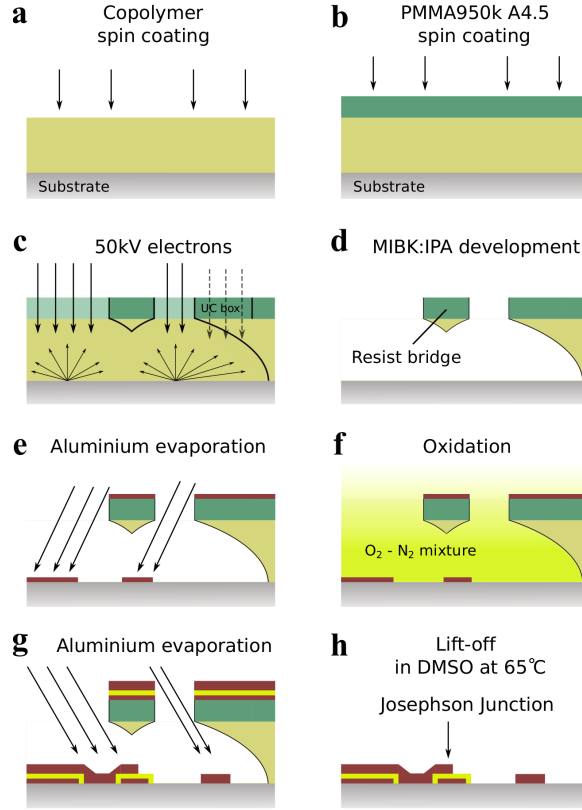 a
Copolymer
spin coating
Substrate
b
PMMA950k A4.5
spin coating
Substrate
c
50kV electrons
UC box
d
MIBK:IPA development
Resist bridge
e
Aluminium evaporation
f
Oxidation
O₂ - N₂ mixture
g
Aluminium evaporation
h
Lift-off
in DMSO at 65℃
Josephson Junction